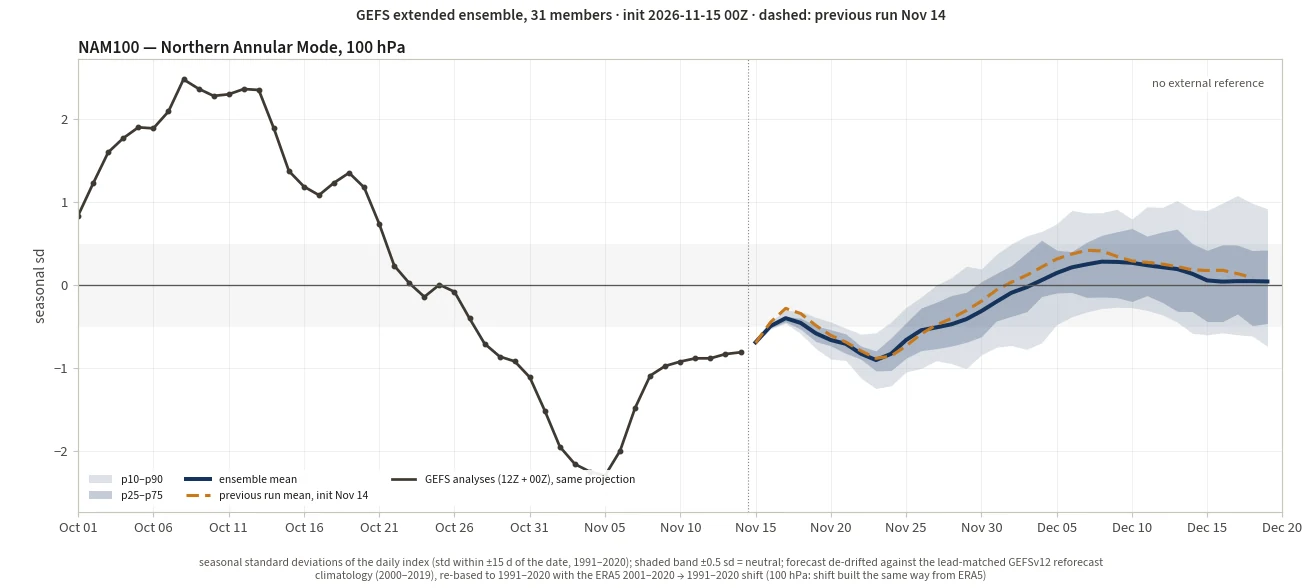 GEFS extended ensemble, 31 members · init 2026-11-15 00Z · dashed: previous run Nov 14
NAM100 — Northern Annular Mode, 100 hPa
no external reference
seasonal sd
2
1
0
−1
−2
p10–p90
ensemble mean
GEFS analyses (12Z + 00Z), same projection
p25–p75
previous run mean, init Nov 14
Oct 01 Oct 06 Oct 11 Oct 16 Oct 21 Oct 26 Oct 31 Nov 05 Nov 10 Nov 15 Nov 20 Nov 25 Nov 30 Dec 05 Dec 10 Dec 15 Dec 20
seasonal standard deviations of the daily index (std within ±15 d of the date, 1991–2020); shaded band ±0.5 sd = neutral; forecast de-drifted against the lead-matched GEFSv12 reforecast
climatology (2000–2019), re-based to 1991–2020 with the ERA5 2001–2020 → 1991–2020 shift (100 hPa: shift built the same way from ERA5)